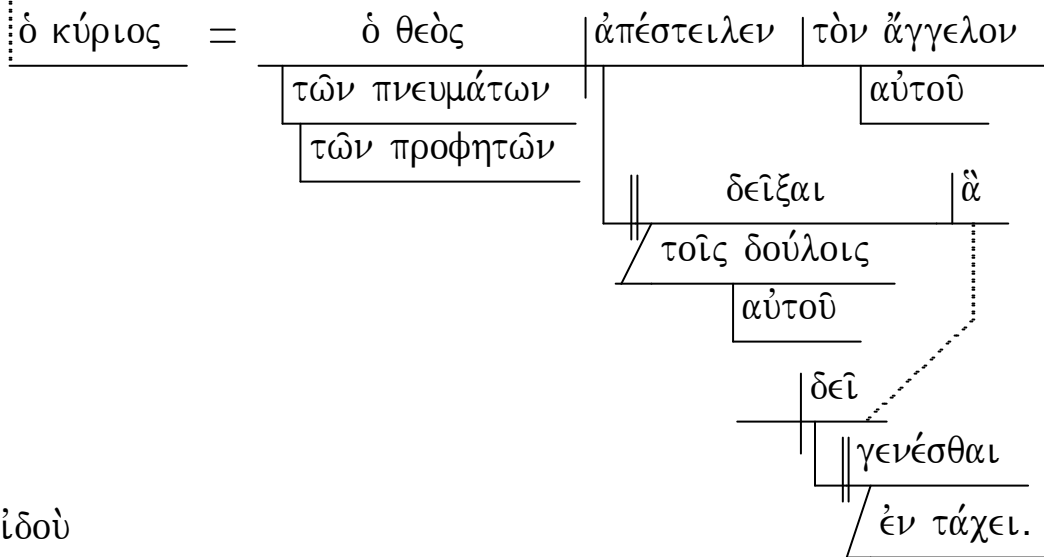 ὁ κύριος = ὁ θεὸς ἀπέστειλεν τὸν ἄγγελον
τῶν πνευμάτων αὐτοῦ
τῶν προφητῶν
δεῖξαι ἃ
τοῖς δούλοις
αὐτοῦ
δεῖ
γενέσθαι
ἰδοὺ ἐν τάχει.